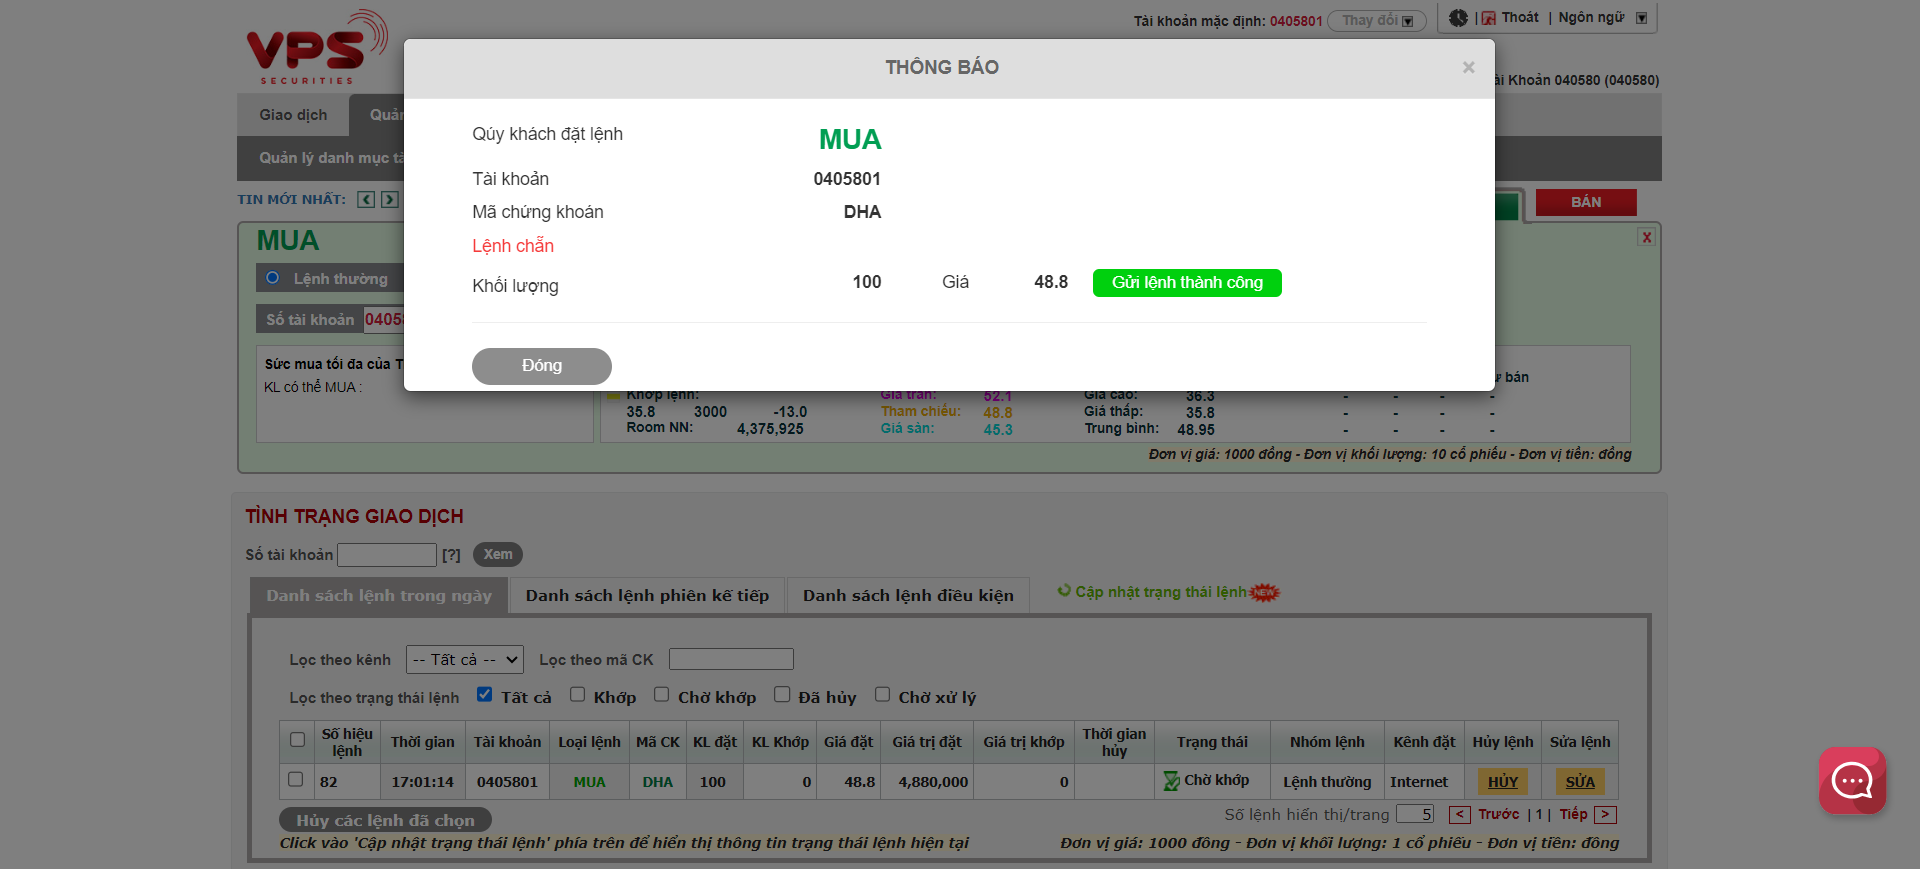 VPS
SECURITIES
Tài khoản mặc định: 0405801 Thay đổi | Thoát | Ngôn ngữ
ài Khoản 040580 (040580)
THÔNG BÁO ×
Giao dịch Quản
Quản lý danh mục tà
TIN MỚI NHẤT: < > BÁN
Qúy khách đặt lệnh MUA
Tài khoản 0405801
Mã chứng khoán DHA
Lệnh chẵn
Khối lượng 100 Giá 48.8 Gửi lệnh thành công
Đóng
MUA X
Lệnh thường
Số tài khoản 0405
Sức mua tối đa của T
KL có thể MUA :
ư bán
Khớp lệnh: Giá trần: 52.1 Giá cao: 36.3 - - - -
35.8 3000 -13.0 Tham chiếu: 48.8 Giá thấp: 35.8 - - - -
Room NN: 4,375,925 Giá sàn: 45.3 Trung bình: 48.95 - - - -
Đơn vị giá: 1000 đồng - Đơn vị khối lượng: 10 cổ phiếu - Đơn vị tiền: đồng
TÌNH TRẠNG GIAO DỊCH
Số tài khoản [?] Xem
Danh sách lệnh trong ngày Danh sách lệnh phiên kế tiếp Danh sách lệnh điều kiện Cập nhật trạng thái lệnh NEW
Lọc theo kênh -- Tất cả -- Lọc theo mã CK
Lọc theo trạng thái lệnh Tất cả Khớp Chờ khớp Đã hủy Chờ xử lý
Số hiệu lệnh Thời gian Tài khoản Loại lệnh Mã CK KL đặt KL Khớp Giá đặt Giá trị đặt Giá trị khớp Thời gian hủy Trạng thái Nhóm lệnh Kênh đặt Hủy lệnh Sửa lệnh
82 17:01:14 0405801 MUA DHA 100 0 48.8 4,880,000 0 Chờ khớp Lệnh thường Internet HỦY SỬA
Hủy các lệnh đã chọn Số lệnh hiển thị/trang 5 < Trước | 1 | Tiếp >
Click vào 'Cập nhật trạng thái lệnh' phía trên để hiển thị thông tin trạng thái lệnh hiện tại Đơn vị giá: 1000 đồng - Đơn vị khối lượng: 1 cổ phiếu - Đơn vị tiền: đồng